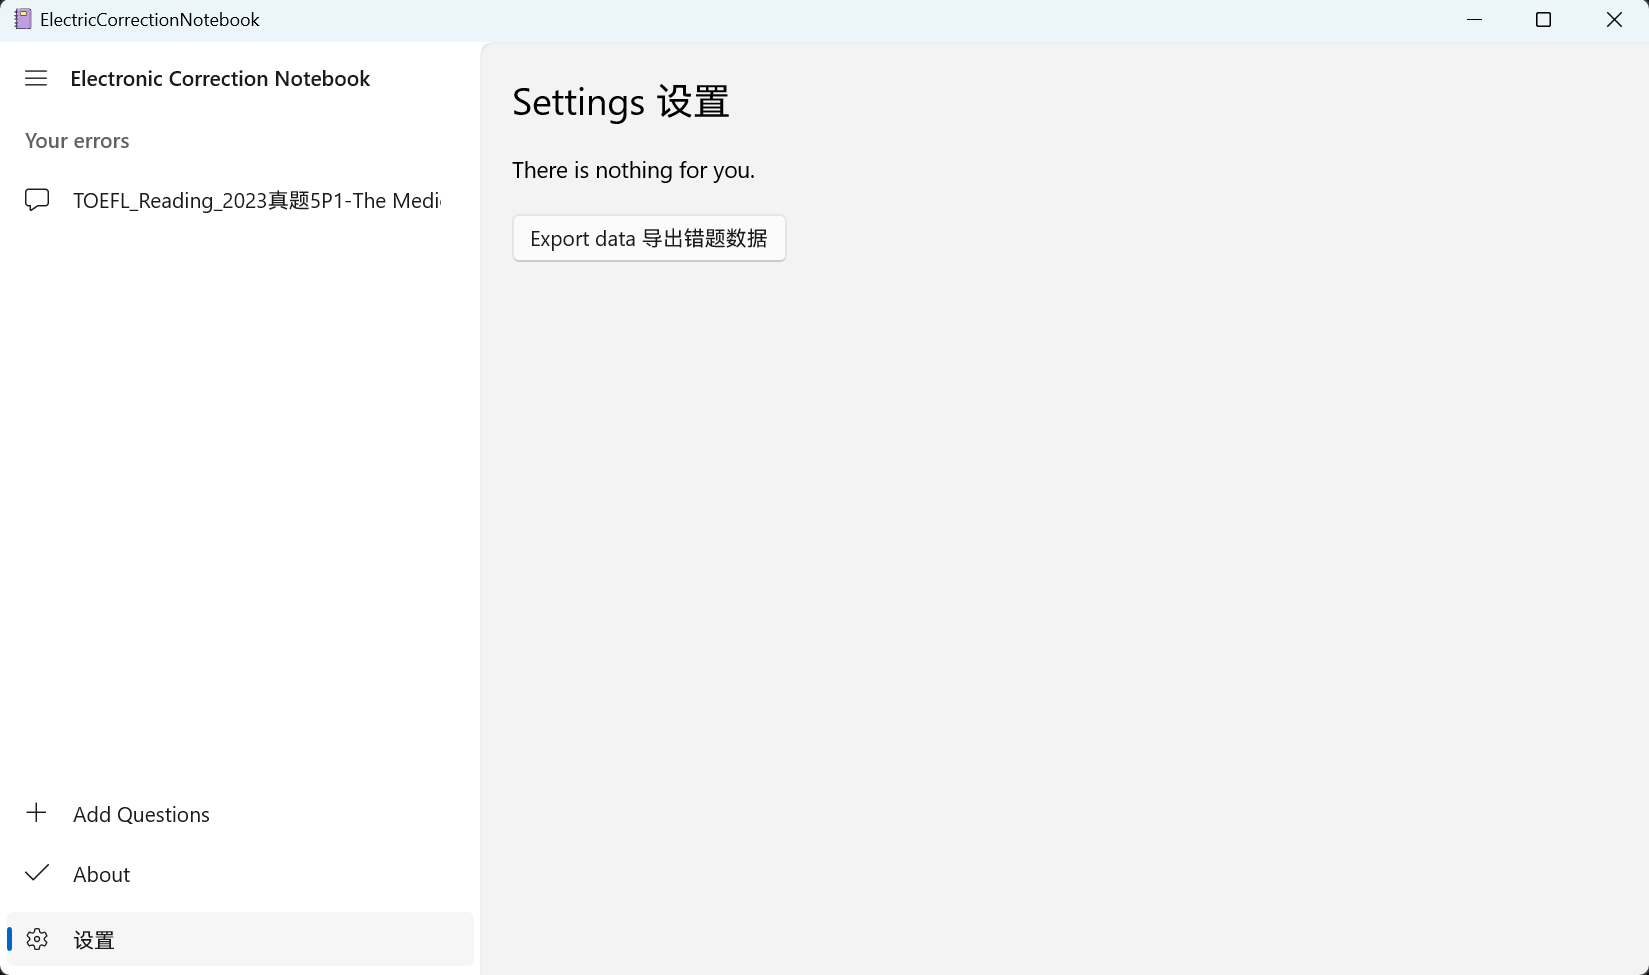 ElectricCorrectionNotebook
Electronic Correction Notebook
Your errors
TOEFL_Reading_2023真题5P1-The Medi
Add Questions
About
设置
Settings 设置
There is nothing for you.
Export data 导出错题数据